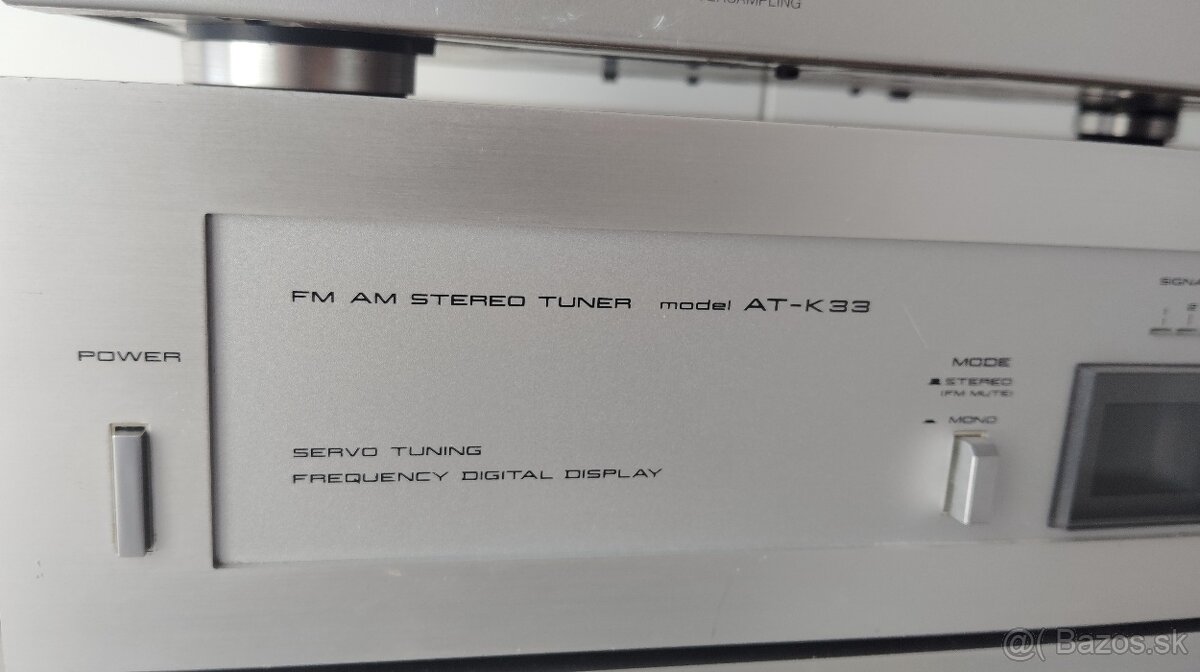 FM AM STEREO TUNER model AT-K33
POWER
MODE
STEREO
(FM MUTE)
MONO
SERVO TUNING
FREQUENCY DIGITAL DISPLAY
@( Bazos.sk